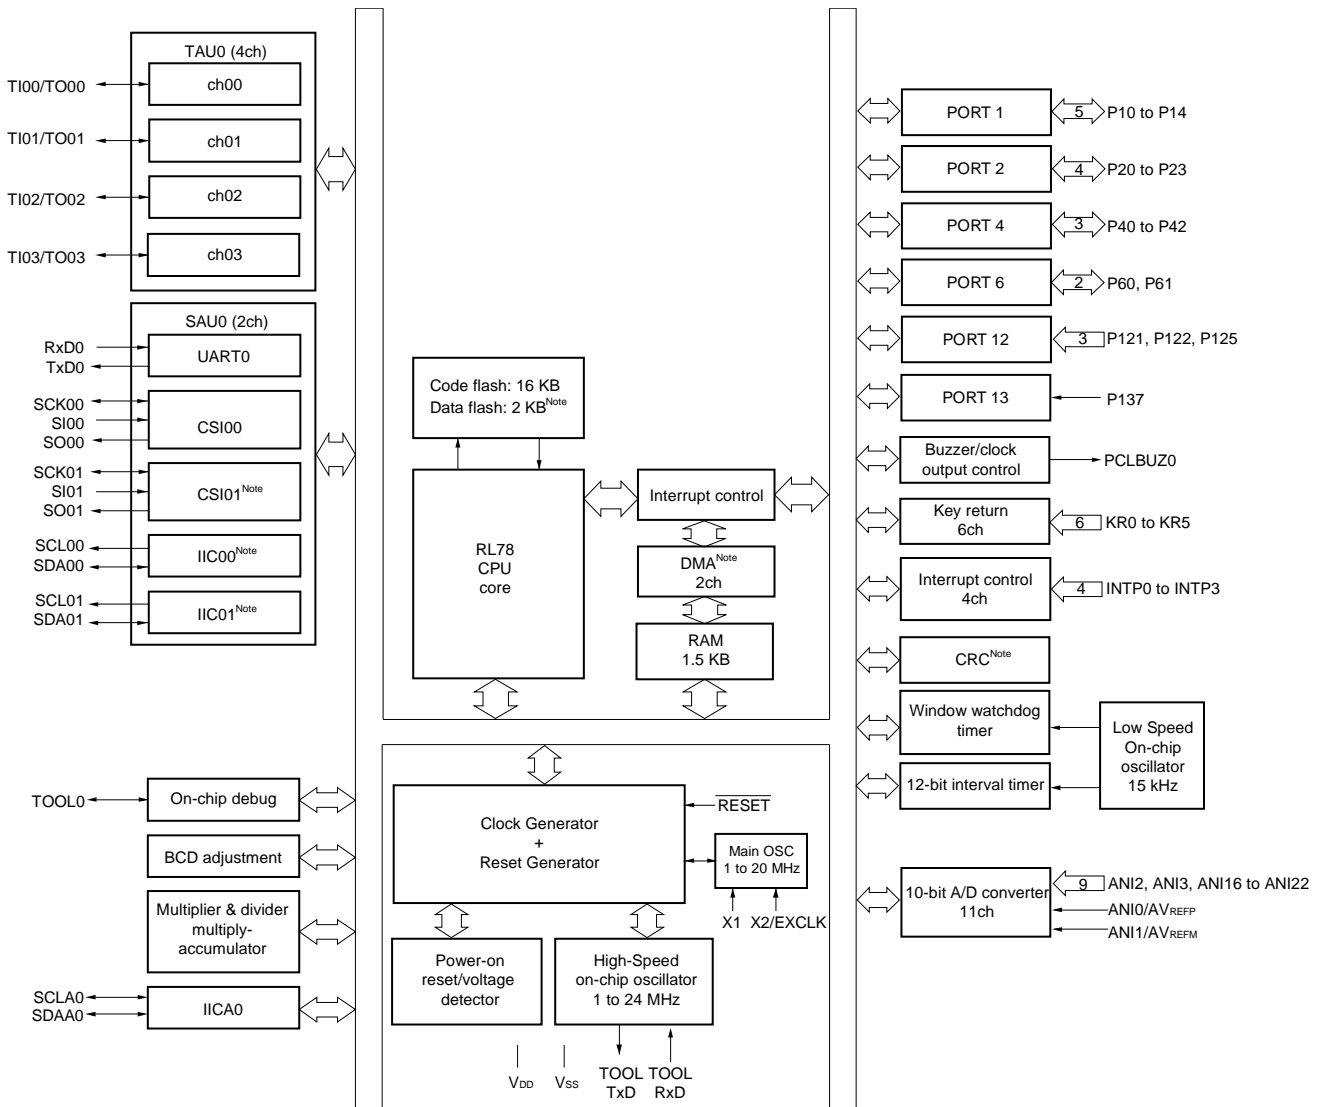 TAU0 (4ch)
TI00/TO00
ch00
TI01/TO01
ch01
TI02/TO02
ch02
TI03/TO03
ch03
SAU0 (2ch)
RxD0
TxD0
UART0
SCK00
SI00
SO00
CSI00
SCK01
SI01
SO01
CSI01Note
SCL00
SDA00
IIC00Note
SCL01
SDA01
IIC01Note
TOOL0
On-chip debug
BCD adjustment
Multiplier & divider
multiply-
accumulator
SCLA0
SDAA0
IICA0
Code flash: 16 KB
Data flash: 2 KBNote
RL78
CPU
core
Interrupt control
DMANote
2ch
RAM
1.5 KB
Clock Generator
+
Reset Generator
RESET
Main OSC
1 to 20 MHz
X1 X2/EXCLK
Power-on
reset/voltage
detector
High-Speed
on-chip oscillator
1 to 24 MHz
VDD
VSS
TOOL
TxD
TOOL
RxD
PORT 1
5
P10 to P14
PORT 2
4
P20 to P23
PORT 4
3
P40 to P42
PORT 6
2
P60, P61
PORT 12
3
P121, P122, P125
PORT 13
P137
Buzzer/clock
output control
PCLBUZ0
Key return
6ch
6
KR0 to KR5
Interrupt control
4ch
4
INTP0 to INTP3
CRCNote
Window watchdog
timer
12-bit interval timer
Low Speed
On-chip
oscillator
15 kHz
10-bit A/D converter
11ch
9
ANI2, ANI3, ANI16 to ANI22
ANI0/AVREFP
ANI1/AVREFM